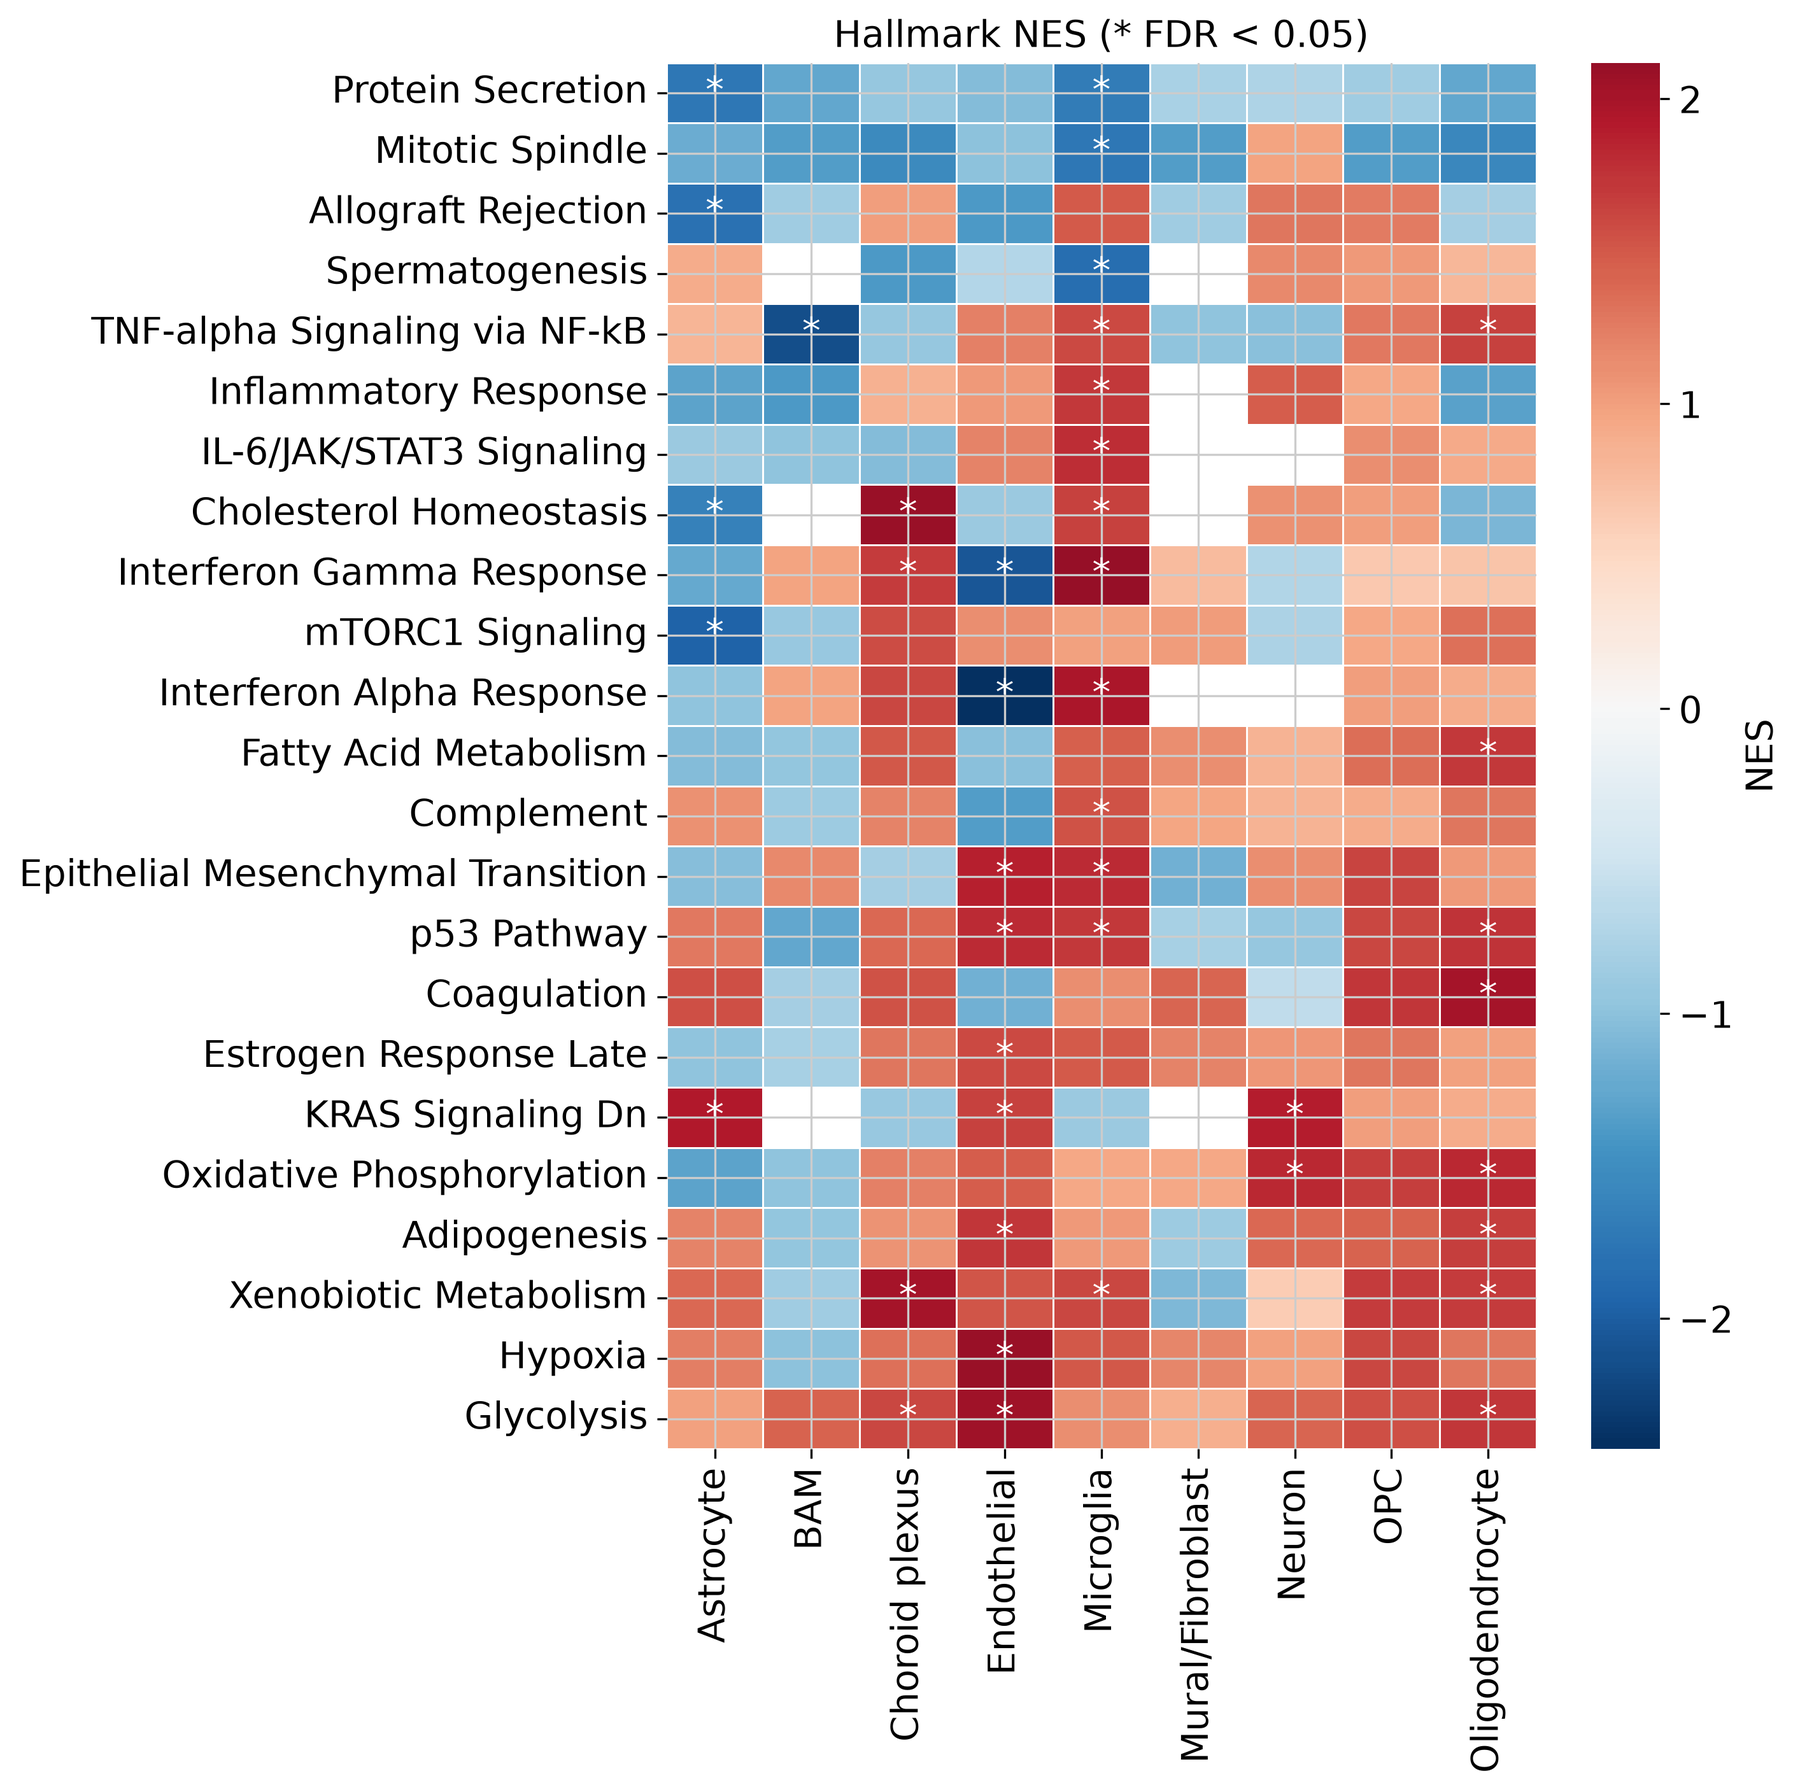 Hallmark NES (* FDR < 0.05)
Protein Secretion
Mitotic Spindle
Allograft Rejection
Spermatogenesis
TNF-alpha Signaling via NF-kB
Inflammatory Response
IL-6/JAK/STAT3 Signaling
Cholesterol Homeostasis
Interferon Gamma Response
mTORC1 Signaling
Interferon Alpha Response
Fatty Acid Metabolism
Complement
Epithelial Mesenchymal Transition
p53 Pathway
Coagulation
Estrogen Response Late
KRAS Signaling Dn
Oxidative Phosphorylation
Adipogenesis
Xenobiotic Metabolism
Hypoxia
Glycolysis
Astrocyte
BAM
Choroid plexus
Endothelial
Microglia
Mural/Fibroblast
Neuron
OPC
Oligodendrocyte
2
1
0
−1
−2
NES